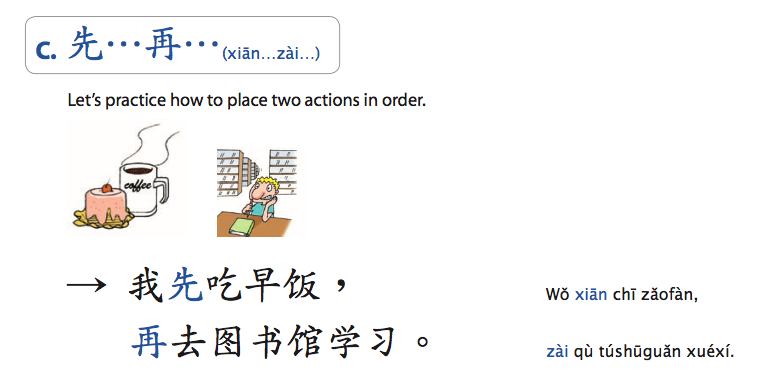 c. 先…再…(xiān…zài…)
Let's practice how to place two actions in order.
coffee
→ 我先吃早饭，
Wǒ xiān chī zǎofàn,
再去图书馆学习。
zài qù túshūguǎn xuéxí.